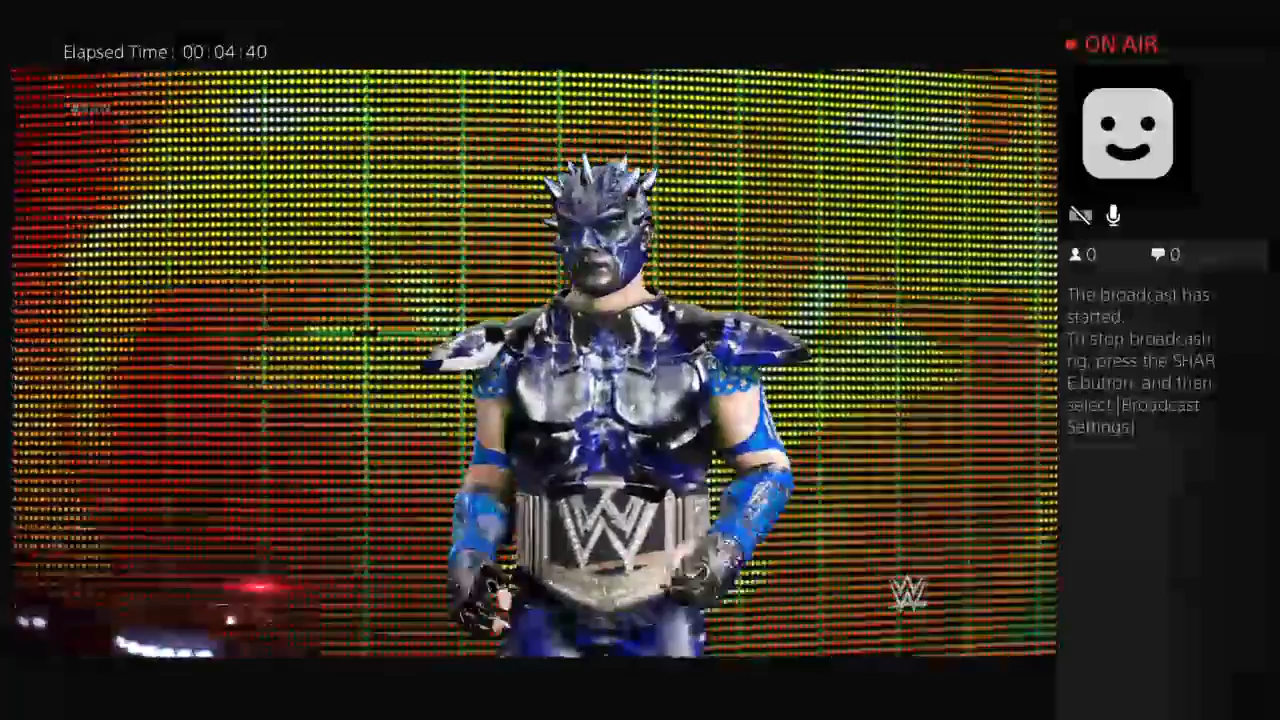 Elapsed Time: 00:04:40
ON AIR
0 0
The broadcast has
started.
To stop broadcasti
ng, press the SHAR
E button, and then
select [Broadcast
Settings]
W
W